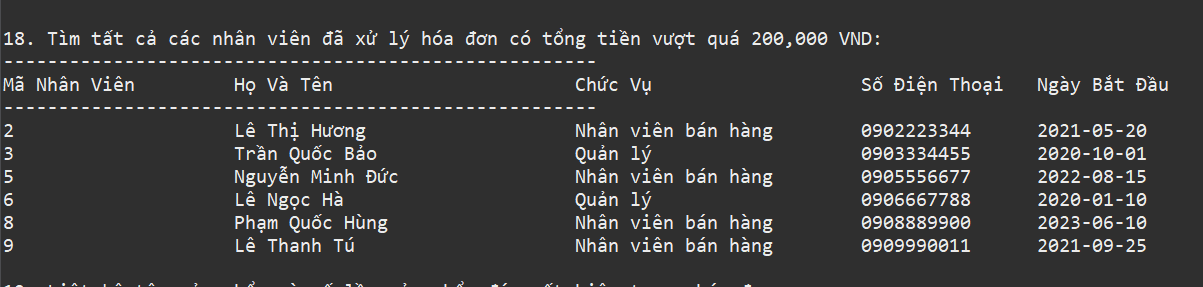 18. Tìm tất cả các nhân viên đã xử lý hóa đơn có tổng tiền vượt quá 200,000 VND:
------------------------------------------------------
Mã Nhân Viên Họ Và Tên Chức Vụ Số Điện Thoại Ngày Bắt Đầu
------------------------------------------------------
2 Lê Thị Hương Nhân viên bán hàng 0902223344 2021-05-20
3 Trần Quốc Bảo Quản lý 0903334455 2020-10-01
5 Nguyễn Minh Đức Nhân viên bán hàng 0905556677 2022-08-15
6 Lê Ngọc Hà Quản lý 0906667788 2020-01-10
8 Phạm Quốc Hùng Nhân viên bán hàng 0908889900 2023-06-10
9 Lê Thanh Tú Nhân viên bán hàng 0909990011 2021-09-25